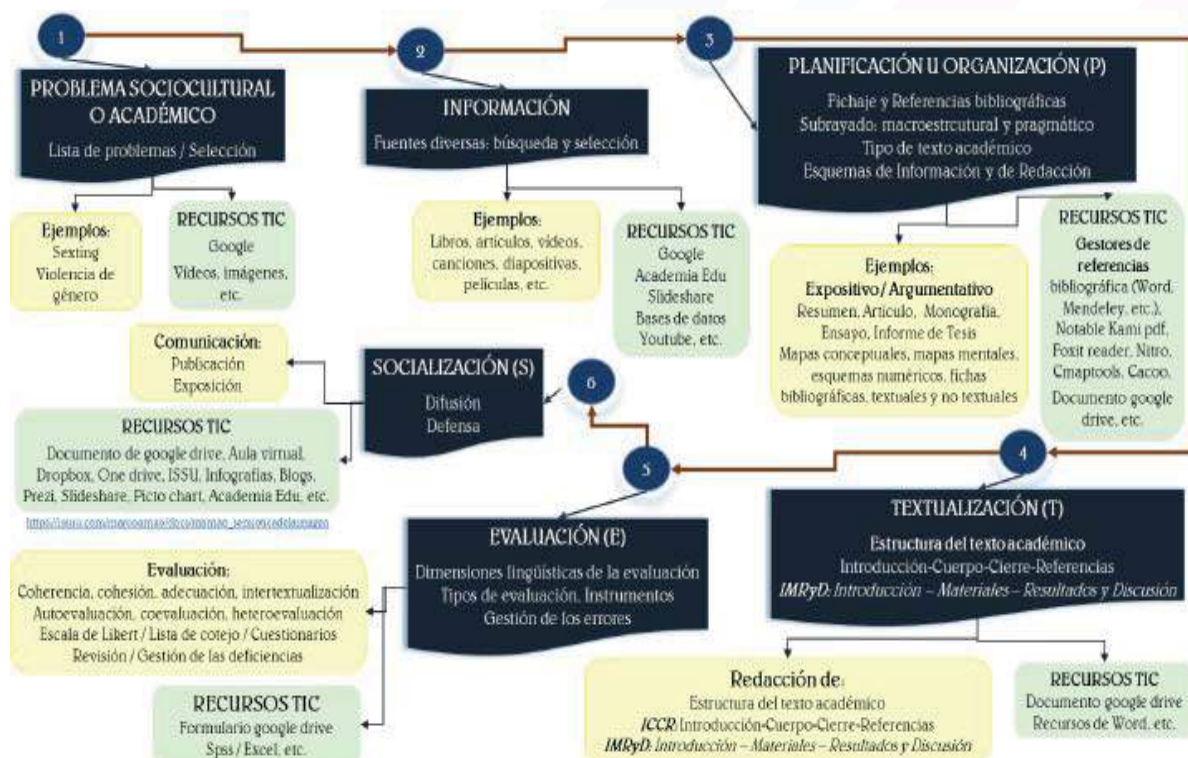 1
PROBLEMA SOCIOCULTURAL
O ACADÉMICO
Lista de problemas / Selección
Ejemplos:
Sexting
Violencia de
género
RECURSOS TIC
Google
Vídeos, imágenes,
etc.
2
INFORMACIÓN
Fuentes diversas: búsqueda y selección
Ejemplos:
Libros, artículos, vídeos,
canciones, diapositivas,
películas, etc.
RECURSOS TIC
Google
Academia Edu
Slideshare
Bases de datos
Youtube, etc.
3
PLANIFICACIÓN U ORGANIZACIÓN (P)
Fichaje y Referencias bibliográficas
Subrayado: macroestrcutural y pragmático
Tipo de texto académico
Esquemas de Información y de Redacción
Ejemplos:
Expositivo / Argumentativo
Resumen, Artículo, Monografía,
Ensayo, Informe de Tesis
Mapas conceptuales, mapas mentales,
esquemas numéricos, fichas
bibliográficas, textuales y no textuales
RECURSOS TIC
Gestores de
referencias
bibliográfica (Word,
Mendeley, etc.),
Notable Kami pdf,
Foxit reader, Nitro,
Cmaptools, Cacoo,
Documento google
drive, etc.
4
TEXTUALIZACIÓN (T)
Estructura del texto académico
Introducción-Cuerpo-Cierre-Referencias
IMRyD: Introducción – Materiales – Resultados y Discusión
Redacción de:
Estructura del texto académico
ICCR: Introducción-Cuerpo-Cierre-Referencias
IMRyD: Introducción – Materiales – Resultados y Discusión
RECURSOS TIC
Documento google drive
Recursos de Word, etc.
5
EVALUACIÓN (E)
Dimensiones lingüísticas de la evaluación
Tipos de evaluación, Instrumentos
Gestión de los errores
Evaluación:
Coherencia, cohesión, adecuación, intertextualización
Autoevaluación, coevaluación, heteroevaluación
Escala de Likert / Lista de cotejo / Cuestionarios
Revisión / Gestión de las deficiencias
RECURSOS TIC
Formulario google drive
Spss / Excel, etc.
6
SOCIALIZACIÓN (S)
Difusión
Defensa
Comunicación:
Publicación
Exposición
RECURSOS TIC
Documento de google drive, Aula virtual,
Dropbox, One drive, ISSU, Infografías, Blogs,
Prezi, Slideshare, Picto chart, Academia Edu, etc.